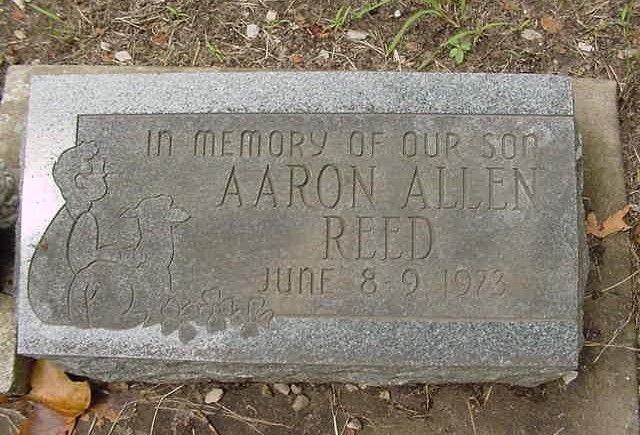 IN MEMORY OF OUR SON
AARON ALLEN
REED
JUNE 8-9 1973